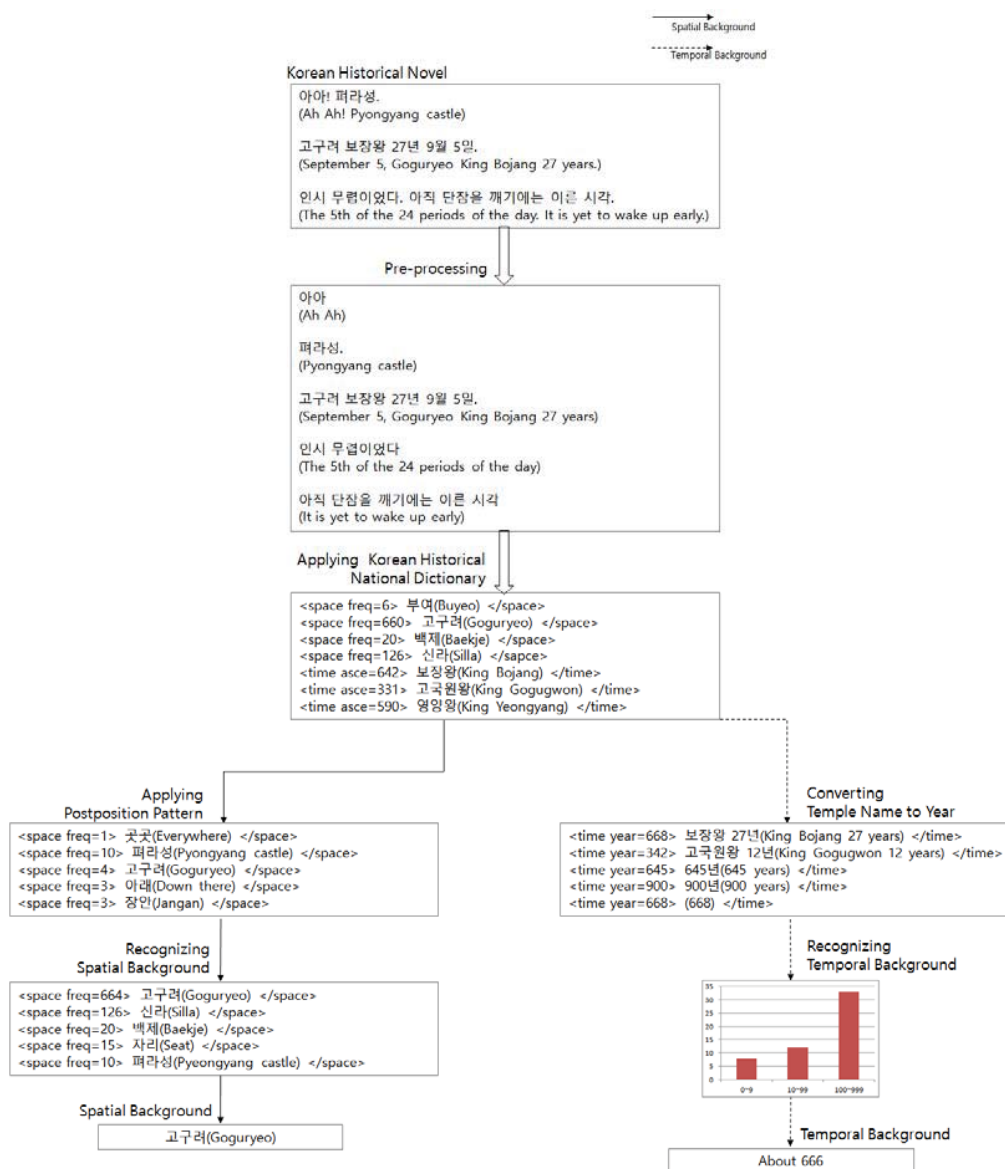 Spatial Background
Temporal Background
Korean Historical Novel
아아! 펴라성.
(Ah Ah! Pyongyang castle)
고구려 보장왕 27년 9월 5일.
(September 5, Goguryeo King Bojang 27 years.)
인시 무렵이었다. 아직 단잠을 깨기에는 이른 시각.
(The 5th of the 24 periods of the day. It is yet to wake up early.)
Pre-processing
아아
(Ah Ah)
펴라성.
(Pyongyang castle)
고구려 보장왕 27년 9월 5일.
(September 5, Goguryeo King Bojang 27 years)
인시 무렵이었다
(The 5th of the 24 periods of the day)
아직 단잠을 깨기에는 이른 시각
(It is yet to wake up early)
Applying Korean Historical
National Dictionary
<space freq=6> 부여(Buyeo) </space>
<space freq=660> 고구려(Goguryeo) </space>
<space freq=20> 백제(Baekje) </space>
<space freq=126> 신라(Silla) </sapce>
<time asce=642> 보장왕(King Bojang) </time>
<time asce=331> 고국원왕(King Gogugwon) </time>
<time asce=590> 영양왕(King Yeongyang) </time>
Applying
Postposition Pattern
<space freq=1> 곳곳(Everywhere) </space>
<space freq=10> 펴라성(Pyongyang castle) </space>
<space freq=4> 고구려(Goguryeo) </space>
<space freq=3> 아래(Down there) </space>
<space freq=3> 장안(Jangan) </space>
Recognizing
Spatial Background
<space freq=664> 고구려(Goguryeo) </space>
<space freq=126> 신라(Silla) </space>
<space freq=20> 백제(Baekje) </space>
<space freq=15> 자리(Seat) </space>
<space freq=10> 펴라성(Pyeongyang castle) </space>
Spatial Background
고구려(Goguryeo)
Converting
Temple Name to Year
<time year=668> 보장왕 27년(King Bojang 27 years) </time>
<time year=342> 고국원왕 12년(King Gogugwon 12 years) </time>
<time year=645> 645년(645 years) </time>
<time year=900> 900년(900 years) </time>
<time year=668> (668) </time>
Recognizing
Temporal Background
35
30
25
20
15
10
5
0
0~9 10~99 100~999
Temporal Background
About 666